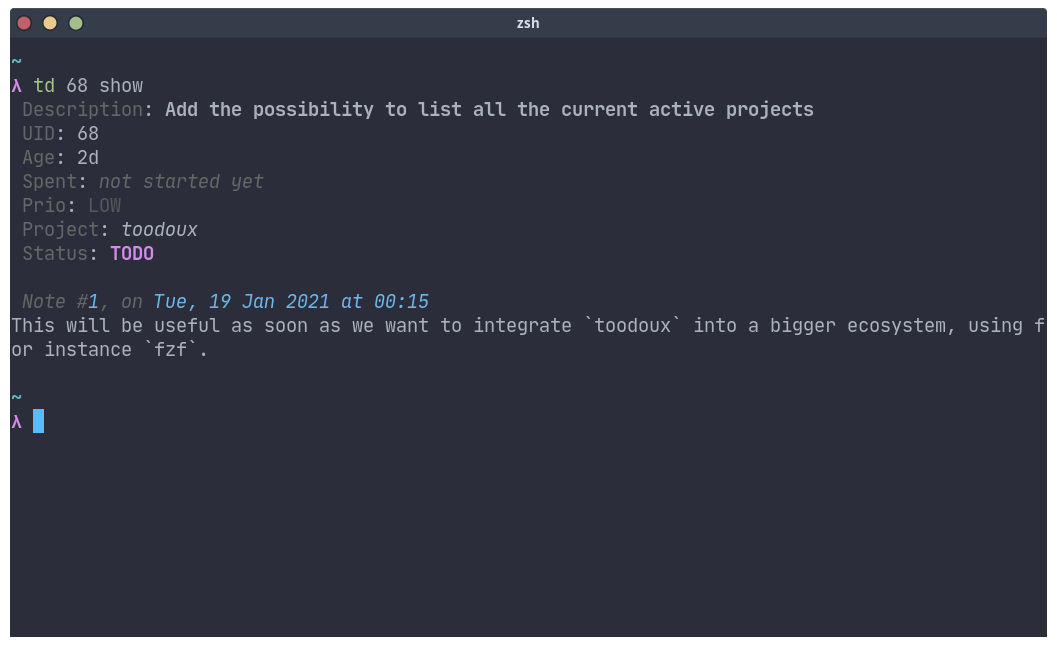 zsh
~
λ td 68 show
Description: Add the possibility to list all the current active projects
UID: 68
Age: 2d
Spent: not started yet
Prio: LOW
Project: toodoux
Status: TODO
Note #1, on Tue, 19 Jan 2021 at 00:15
This will be useful as soon as we want to integrate `toodoux` into a bigger ecosystem, using f
or instance `fzf`.
~
λ